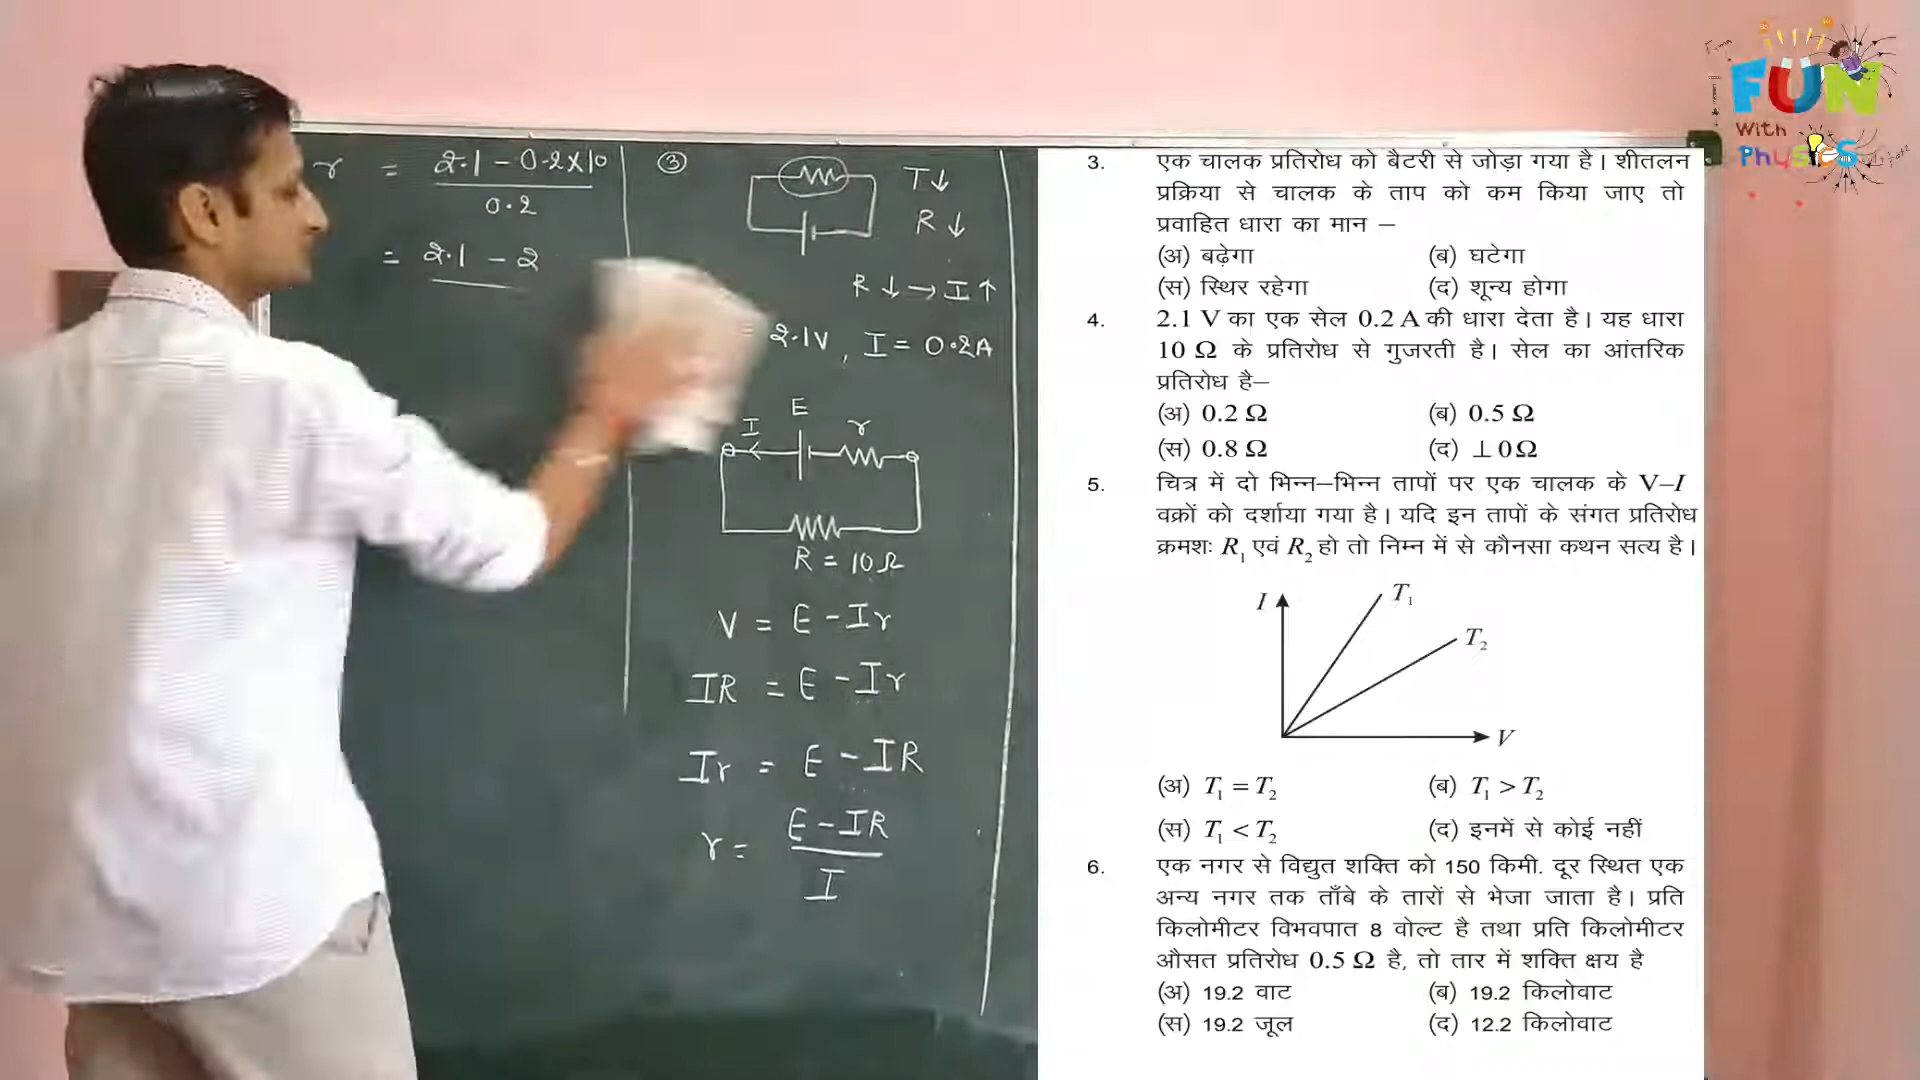 r = 2.1 - 0.2×10
0.2
= 2.1 - 2
③
T↓
R↓
R↓→I↑
2.1V, I = 0.2A
E
I
r
R = 10Ω
V = E - Ir
IR = E - Ir
Ir = E - IR
r = E - IR
I
3. एक चालक प्रतिरोध को बैटरी से जोड़ा गया है। शीतलन
प्रक्रिया से चालक के ताप को कम किया जाए तो
प्रवाहित धारा का मान –
(अ) बढ़ेगा (ब) घटेगा
(स) स्थिर रहेगा (द) शून्य होगा
4. 2.1 V का एक सेल 0.2 A की धारा देता है। यह धारा
10 Ω के प्रतिरोध से गुजरती है। सेल का आंतरिक
प्रतिरोध है–
(अ) 0.2 Ω (ब) 0.5 Ω
(स) 0.8 Ω (द) ⊥0Ω
5. चित्र में दो भिन्न–भिन्न तापों पर एक चालक के V–I
वक्रों को दर्शाया गया है। यदि इन तापों के संगत प्रतिरोध
क्रमशः R₁ एवं R₂ हो तो निम्न में से कौनसा कथन सत्य है।
I
T₁
T₂
V
(अ) T₁ = T₂ (ब) T₁ > T₂
(स) T₁ < T₂ (द) इनमें से कोई नहीं
6. एक नगर से विद्युत शक्ति को 150 किमी. दूर स्थित एक
अन्य नगर तक ताँबे के तारों से भेजा जाता है। प्रति
किलोमीटर विभवपात 8 वोल्ट है तथा प्रति किलोमीटर
औसत प्रतिरोध 0.5 Ω है, तो तार में शक्ति क्षय है
(अ) 19.2 वाट (ब) 19.2 किलोवाट
(स) 19.2 जूल (द) 12.2 किलोवाट
FUN
With
Physics